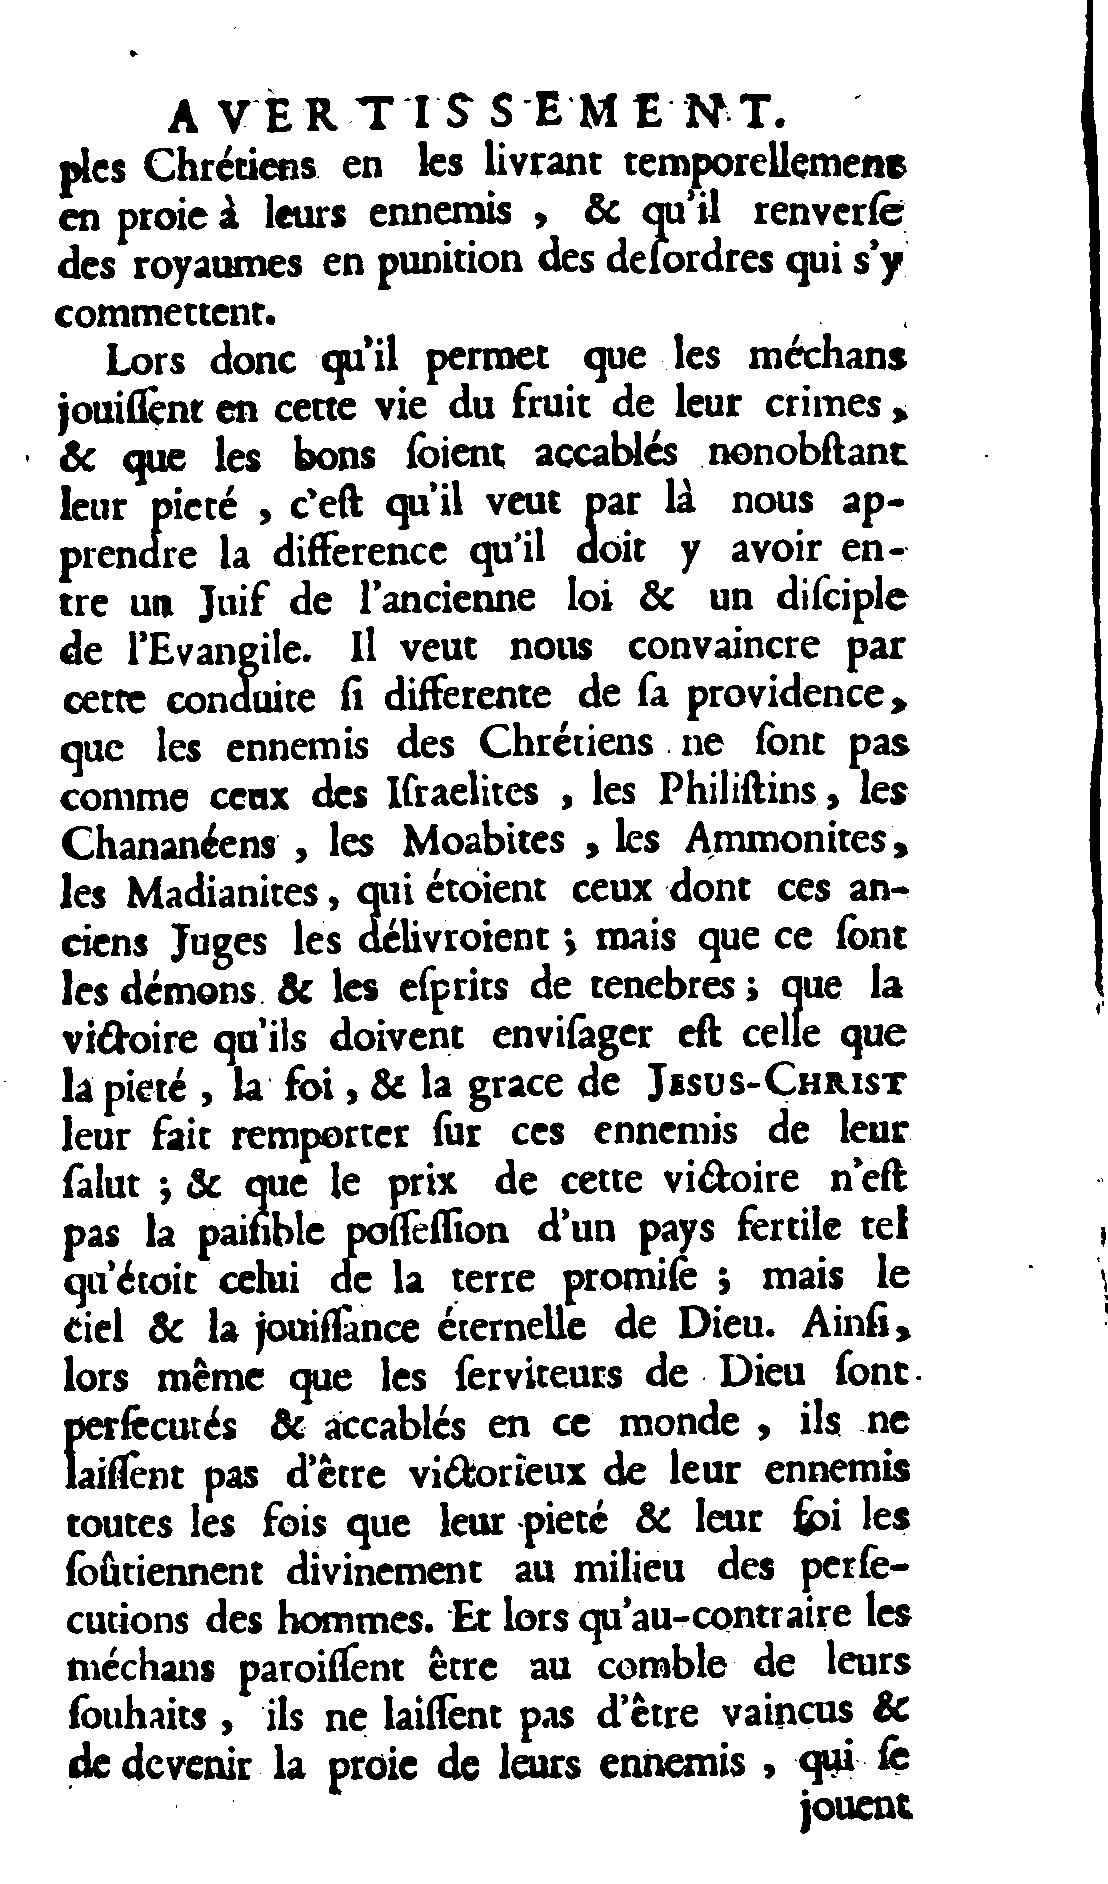 AVERTISSEMENT.
ples Chrétiens en les livrant temporellement
en proie à leurs ennemis, & qu'il renverſe
des royaumes en punition des deſordres qui s'y
commettent.
Lors donc qu'il permet que les méchans
jouiſſent en cette vie du fruit de leur crimes,
& que les bons ſoient accablés nonobſtant
leur pieté, c'eſt qu'il veut par là nous ap-
prendre la difference qu'il doit y avoir en-
tre un Juif de l'ancienne loi & un diſciple
de l'Evangile. Il veut nous convaincre par
cette conduite ſi differente de ſa providence,
que les ennemis des Chrétiens ne ſont pas
comme ceux des Iſraelites, les Philiſtins, les
Chananéens, les Moabites, les Ammonites,
les Madianites, qui étoient ceux dont ces an-
ciens Juges les délivroient; mais que ce ſont
les démons & les eſprits de tenebres; que la
victoire qu'ils doivent enviſager eſt celle que
la pieté, la foi, & la grace de JESUS-CHRIST
leur fait remporter ſur ces ennemis de leur
ſalut; & que le prix de cette victoire n'eſt
pas la paiſible poſſeſſion d'un pays fertile tel
qu'étoit celui de la terre promiſe; mais le
ciel & la jouiſſance éternelle de Dieu. Ainſi,
lors même que les ſerviteurs de Dieu ſont
perſecutés & accablés en ce monde, ils ne
laiſſent pas d'être victorieux de leur ennemis
toutes les fois que leur pieté & leur foi les
ſoûtiennent divinement au milieu des perſe-
cutions des hommes. Et lors qu'au-contraire les
méchans paroiſſent être au comble de leurs
ſouhaits, ils ne laiſſent pas d'être vaincus &
de devenir la proie de leurs ennemis, qui ſe
jouent